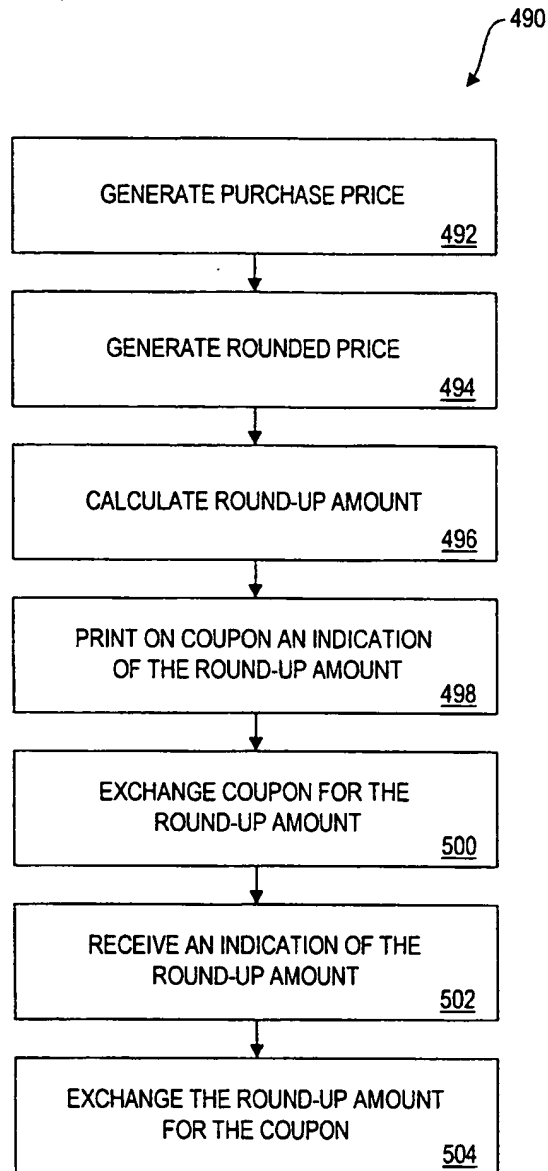 490
GENERATE PURCHASE PRICE
492
GENERATE ROUNDED PRICE
494
CALCULATE ROUND-UP AMOUNT
496
PRINT ON COUPON AN INDICATION
OF THE ROUND-UP AMOUNT
498
EXCHANGE COUPON FOR THE
ROUND-UP AMOUNT
500
RECEIVE AN INDICATION OF THE
ROUND-UP AMOUNT
502
EXCHANGE THE ROUND-UP AMOUNT
FOR THE COUPON
504